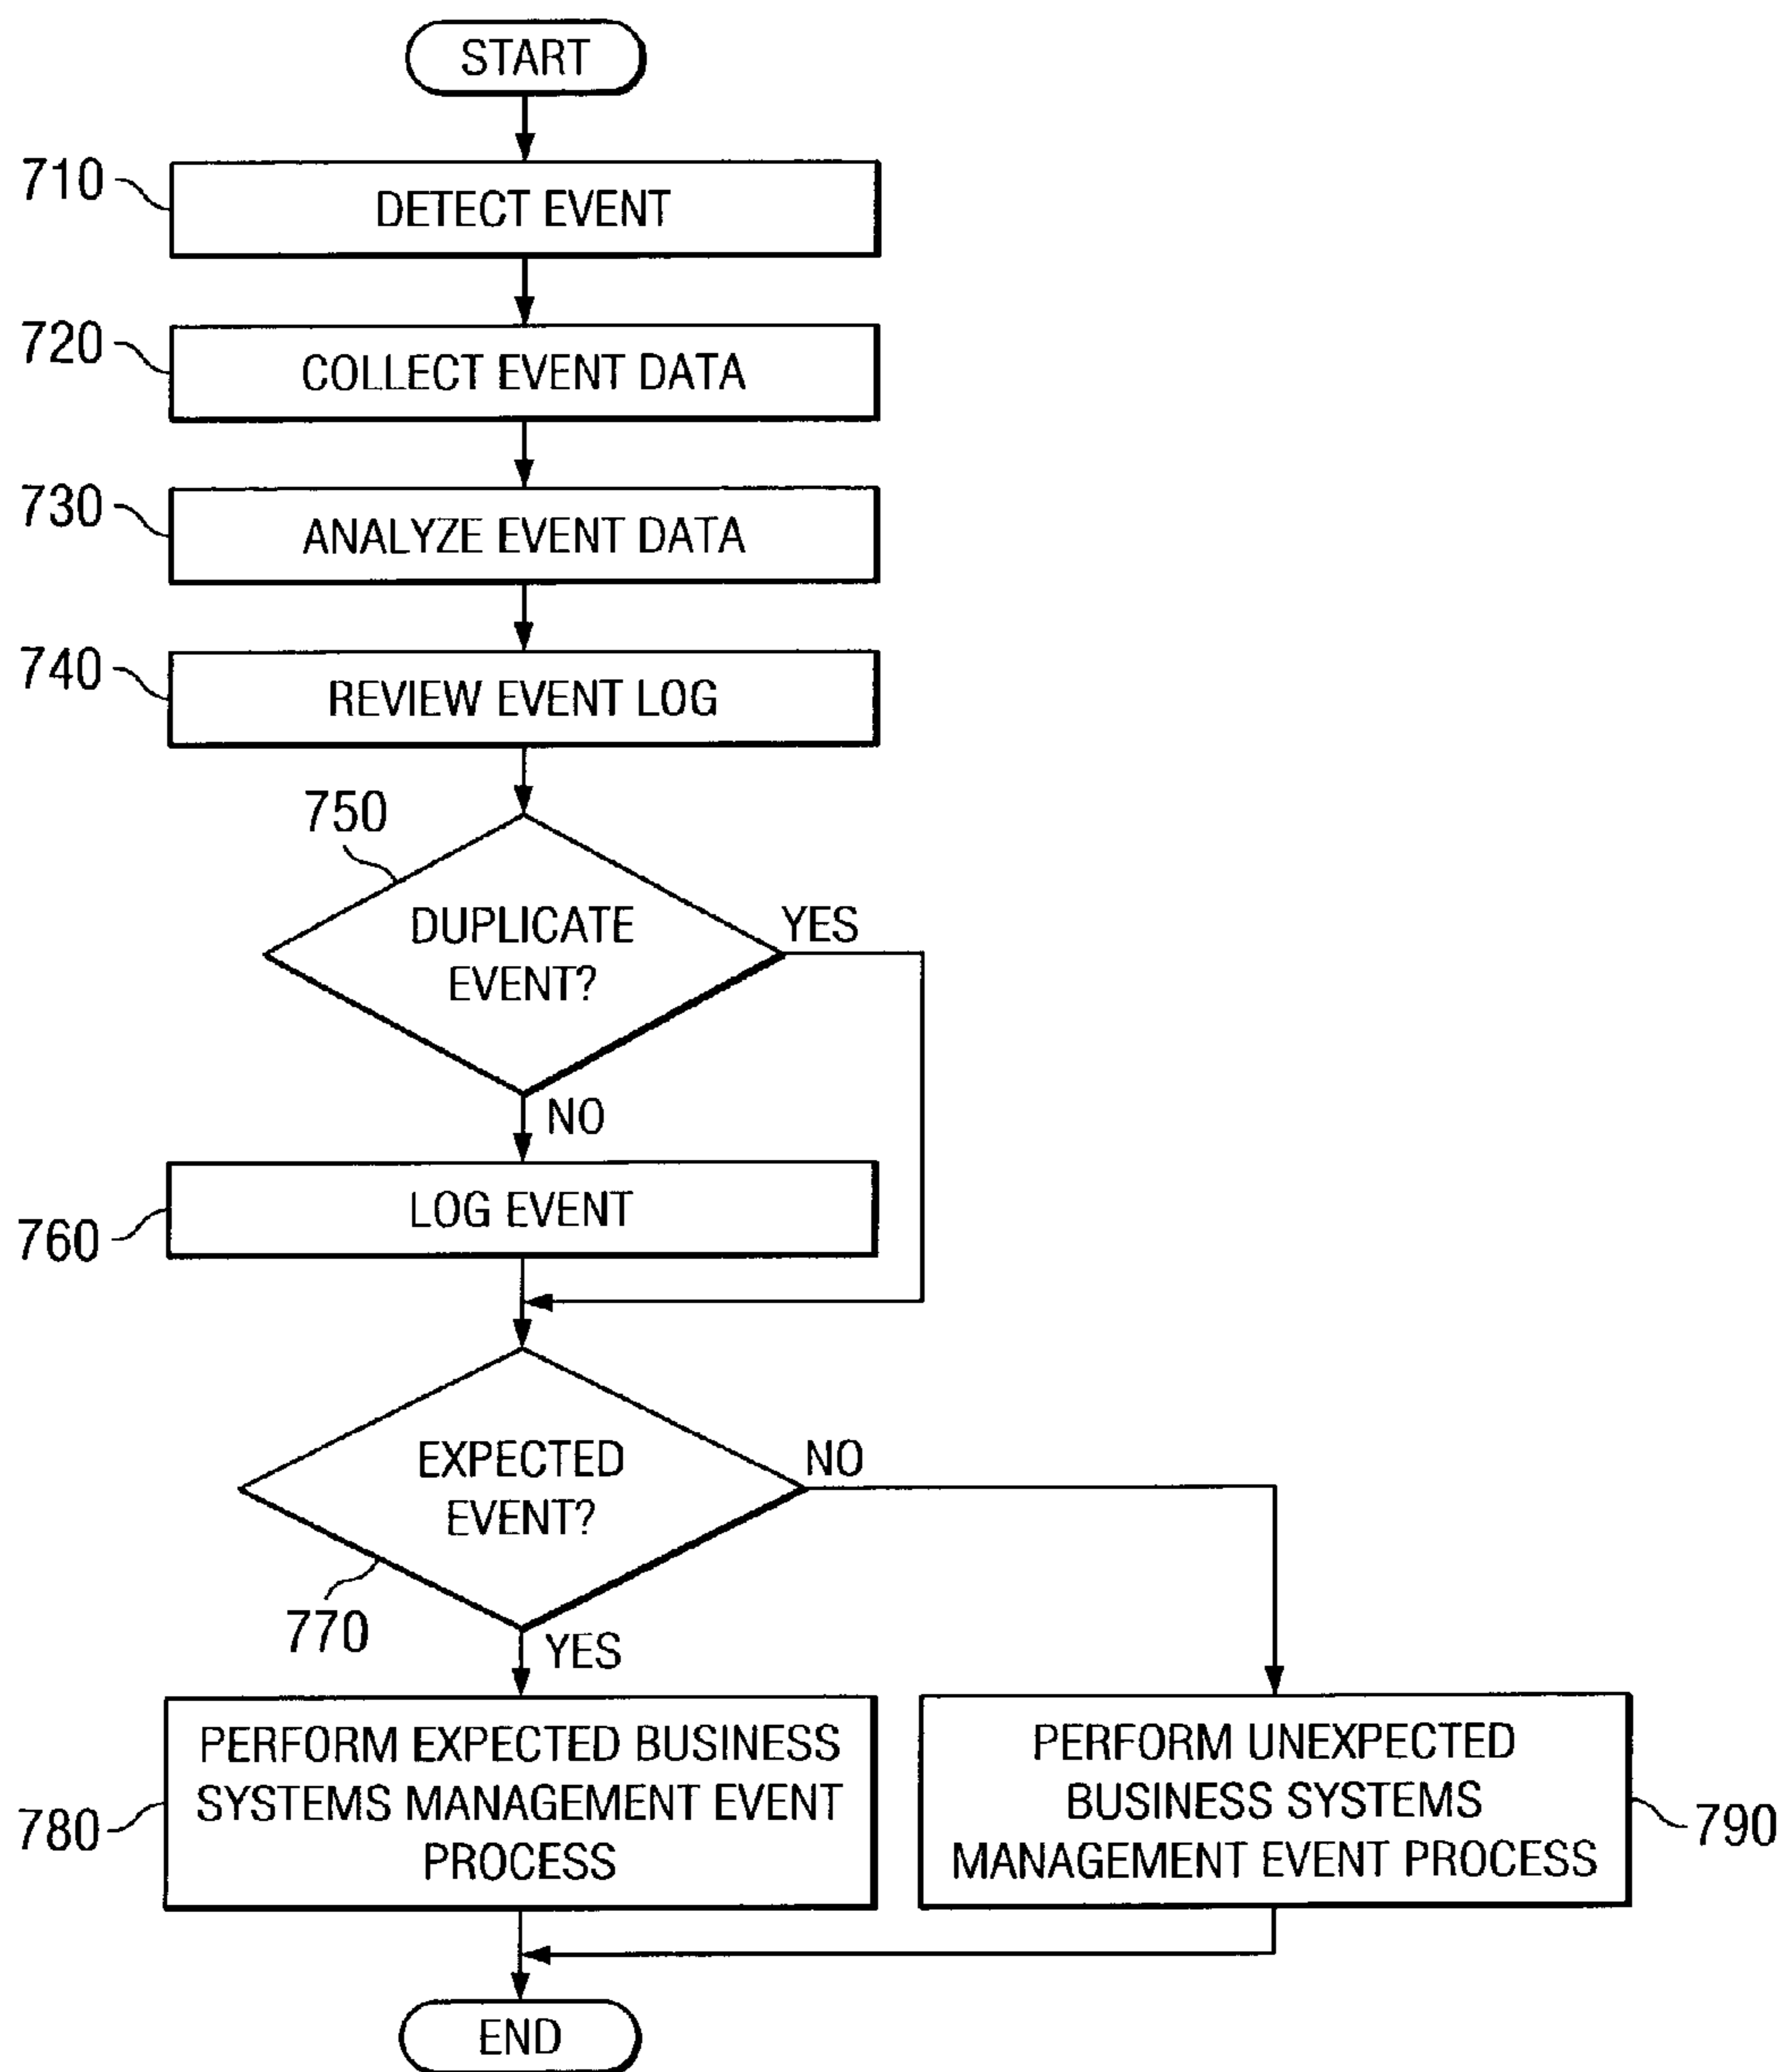 START
710
DETECT EVENT
720
COLLECT EVENT DATA
730
ANALYZE EVENT DATA
740
REVIEW EVENT LOG
750
DUPLICATE
EVENT?
YES
NO
LOG EVENT
760
EXPECTED
EVENT?
NO
770
YES
PERFORM EXPECTED BUSINESS
SYSTEMS MANAGEMENT EVENT
PROCESS
780
PERFORM UNEXPECTED
BUSINESS SYSTEMS
MANAGEMENT EVENT PROCESS
790
END